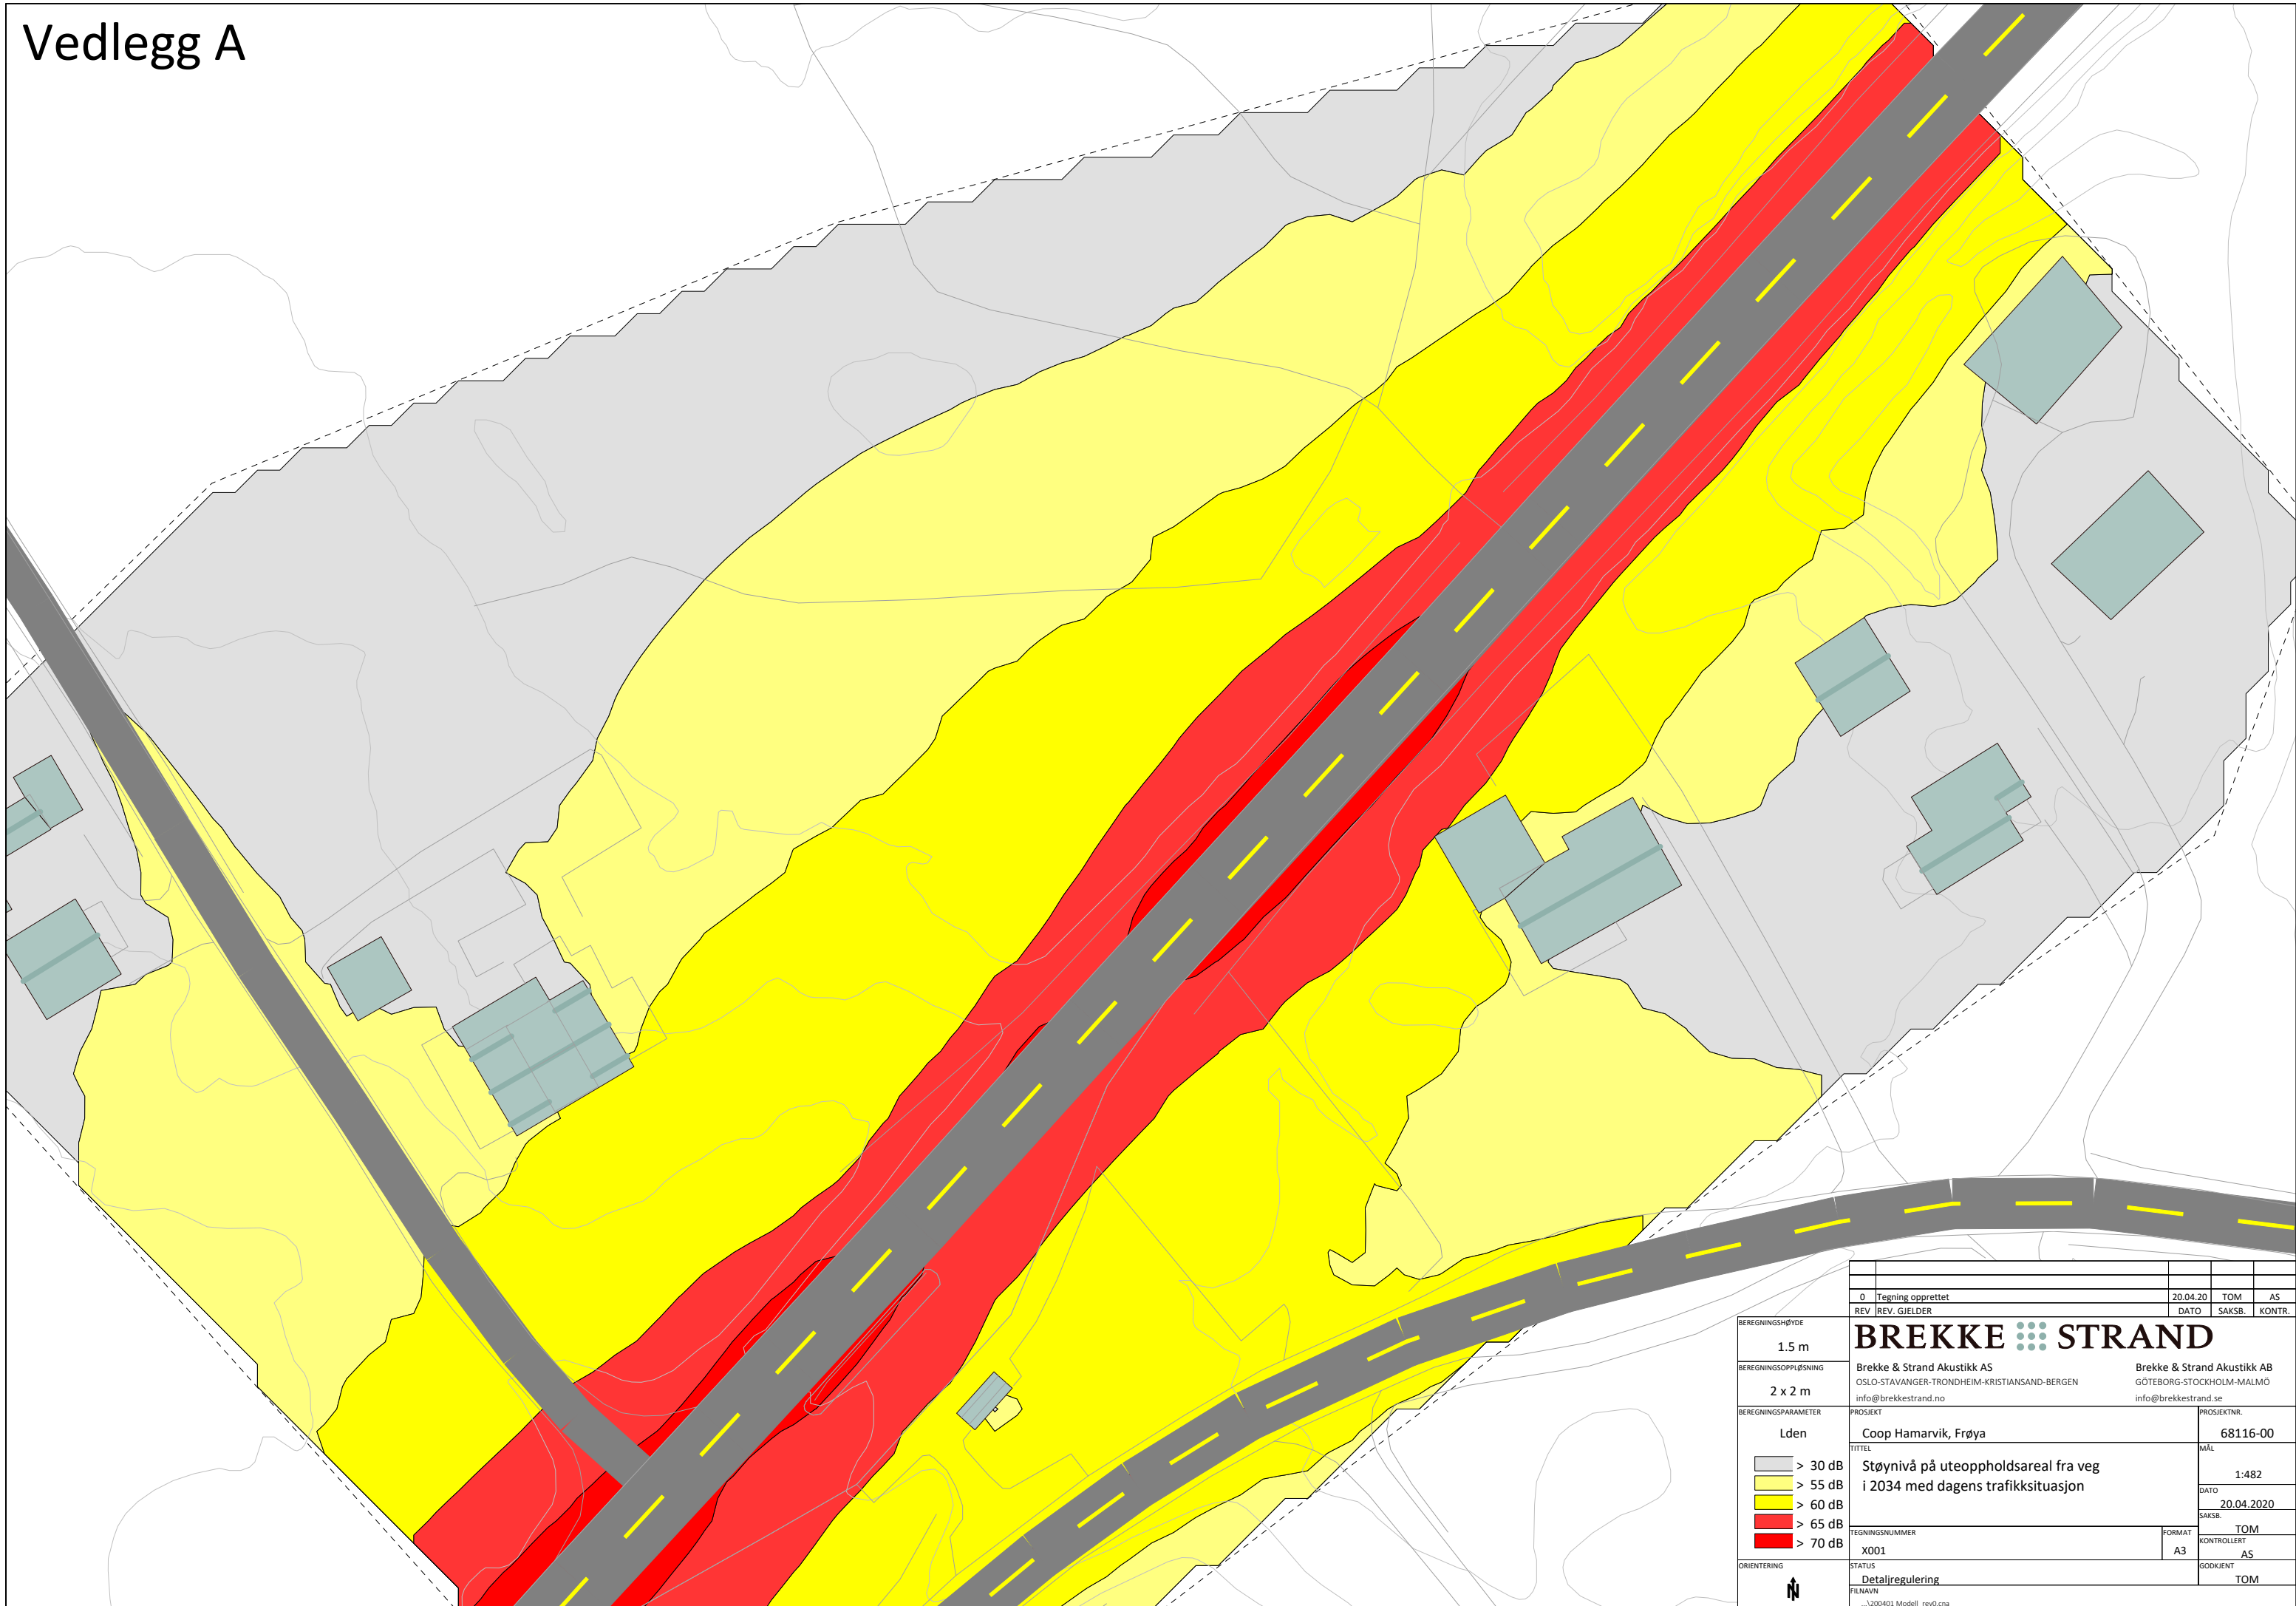 Vedlegg A
0 Tegning opprettet 20.04.20 TOM AS
REV REV. GJELDER DATO SAKSB. KONTR.
BEREGNINGSHØYDE
1.5 m
BEREGNINGSOPPLØSNING
2 x 2 m
BEREGNINGSPARAMETER
Lden
> 30 dB
> 55 dB
> 60 dB
> 65 dB
> 70 dB
ORIENTERING
N
BREKKE STRAND
Brekke & Strand Akustikk AS
OSLO-STAVANGER-TRONDHEIM-KRISTIANSAND-BERGEN
info@brekkestrand.no
Brekke & Strand Akustikk AB
GÖTEBORG-STOCKHOLM-MALMÖ
info@brekkestrand.se
PROSJEKT
Coop Hamarvik, Frøya
PROSJEKTNR.
68116-00
TITTEL
Støynivå på uteoppholdsareal fra veg
i 2034 med dagens trafikksituasjon
MÅL
1:482
DATO
20.04.2020
SAKSB.
TOM
TEGNINGSNUMMER
X001
FORMAT
A3
KONTROLLERT
AS
STATUS
Detaljregulering
GODKJENT
TOM
FILNAVN
...\200401 Modell_rev0.cna